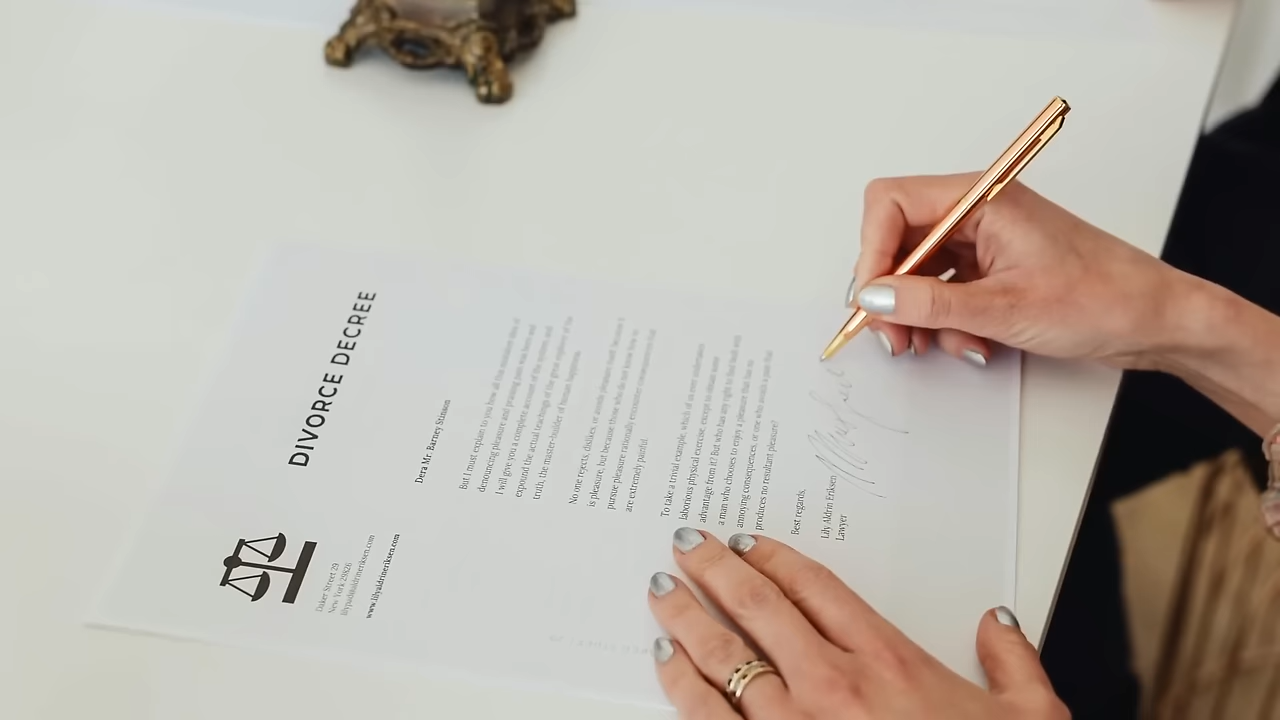 DIVORCE DECREE
Street 29
New York 29826
www.lilyaldrineriksen.com
Dera Mr. Barney Stinson
But I must explain to you how all this mistaken idea of
denouncing pleasure and praising pain was born and
I will give you a complete account of the system, and
expound the actual teachings of the great explorer of the
truth, the master-builder of human happiness.
No one rejects, dislikes, or avoids pleasure itself, because it
is pleasure, but because those who do not know how to
pursue pleasure rationally encounter consequences that
are extremely painful.
To take a trivial example, which of us ever undertakes
laborious physical exercise, except to obtain some
advantage from it? But who has any right to find fault with
a man who chooses to enjoy a pleasure that has no
annoying consequences, or one who avoids a pain that
produces no resultant pleasure?
Best regards,
Lily Aldrin Eriksen
Lawyer